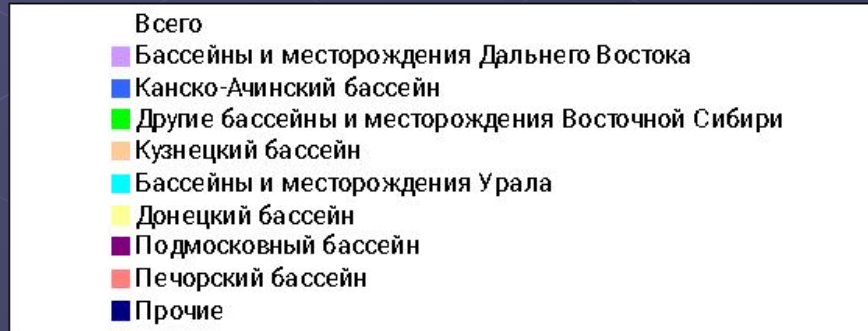 Всего
Бассейны и месторождения Дальнего Востока
Канско-Ачинский бассейн
Другие бассейны и месторождения Восточной Сибири
Кузнецкий бассейн
Бассейны и месторождения Урала
Донецкий бассейн
Подмосковный бассейн
Печорский бассейн
Прочие